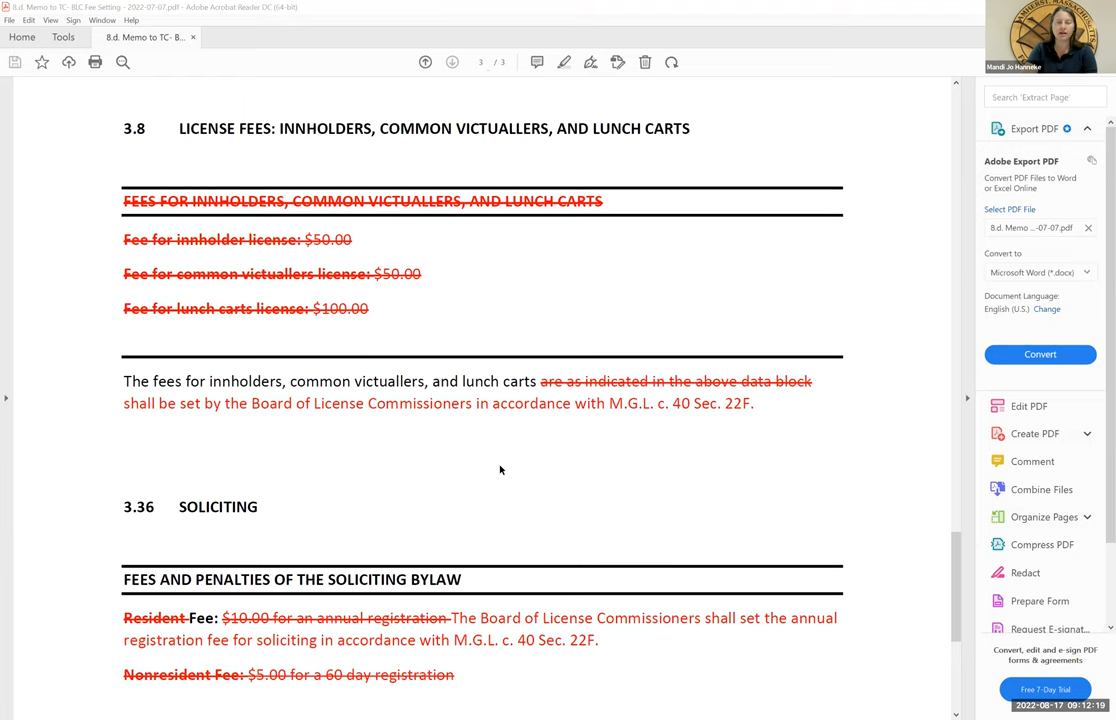 8.d. Memo to TC- BLC Fee Setting - 2022-07-07.pdf - Adobe Acrobat Reader DC (64-bit)
File Edit View Sign Window Help
Home Tools 8.d. Memo to TC- B... ×
3 / 3
AMHERST, MASSACHUSETTS
Mandi Jo Hanneke
3.8 LICENSE FEES: INNHOLDERS, COMMON VICTUALLERS, AND LUNCH CARTS
FEES FOR INNHOLDERS, COMMON VICTUALLERS, AND LUNCH CARTS
Fee for innholder license: $50.00
Fee for common victuallers license: $50.00
Fee for lunch carts license: $100.00
The fees for innholders, common victuallers, and lunch carts are as indicated in the above data block
shall be set by the Board of License Commissioners in accordance with M.G.L. c. 40 Sec. 22F.
3.36 SOLICITING
FEES AND PENALTIES OF THE SOLICITING BYLAW
Resident Fee: $10.00 for an annual registration The Board of License Commissioners shall set the annual
registration fee for soliciting in accordance with M.G.L. c. 40 Sec. 22F.
Nonresident Fee: $5.00 for a 60 day registration
Search 'Extract Page'
Export PDF
Adobe Export PDF
Convert PDF Files to Word
or Excel Online
Select PDF File
8.d. Memo ...-07-07.pdf
Convert to
Microsoft Word (*.docx)
Document Language:
English (U.S.) Change
Convert
Edit PDF
Create PDF
Comment
Combine Files
Organize Pages
Compress PDF
Redact
Prepare Form
Request E-signat...
Convert, edit and e-sign PDF
forms & agreements
Free 7-Day Trial
2022-08-17 09:12:19